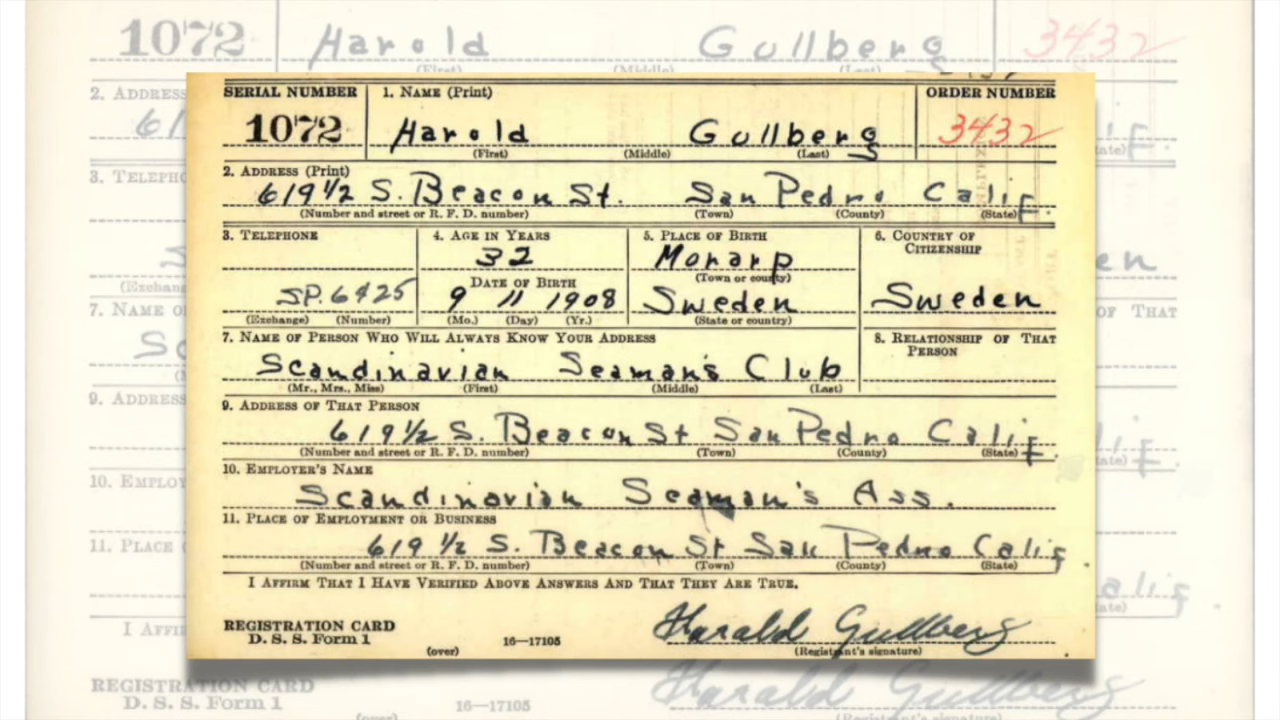 SERIAL NUMBER 1. NAME (Print) ORDER NUMBER
1072 Harold Gullberg 3432
(First) (Middle) (Last)
2. ADDRESS (Print)
619 1/2 S. Beacon St. San Pedro Calif.
(Number and street or R. F. D. number) (Town) (County) (State)
3. TELEPHONE 4. AGE IN YEARS 5. PLACE OF BIRTH 6. COUNTRY OF CITIZENSHIP
32 Monarp
(Town or county)
DATE OF BIRTH
SP. 6425 9 11 1908 Sweden Sweden
(Exchange) (Number) (Mo.) (Day) (Yr.) (State or country)
7. NAME OF PERSON WHO WILL ALWAYS KNOW YOUR ADDRESS 8. RELATIONSHIP OF THAT PERSON
Scandinavian Seaman's Club
(Mr., Mrs., Miss) (First) (Middle) (Last)
9. ADDRESS OF THAT PERSON
619 1/2 S. Beacon St San Pedro Calif
(Number and street or R. F. D. number) (Town) (County) (State)
10. EMPLOYER'S NAME
Scandinavian Seaman's Ass.
11. PLACE OF EMPLOYMENT OR BUSINESS
619 1/2 S. Beacon St San Pedro Calif
(Number and street or R. F. D. number) (Town) (County) (State)
I AFFIRM THAT I HAVE VERIFIED ABOVE ANSWERS AND THAT THEY ARE TRUE.
REGISTRATION CARD Harald Gullberg
D. S. S. Form 1 16—17105
(over) (Registrant's signature)